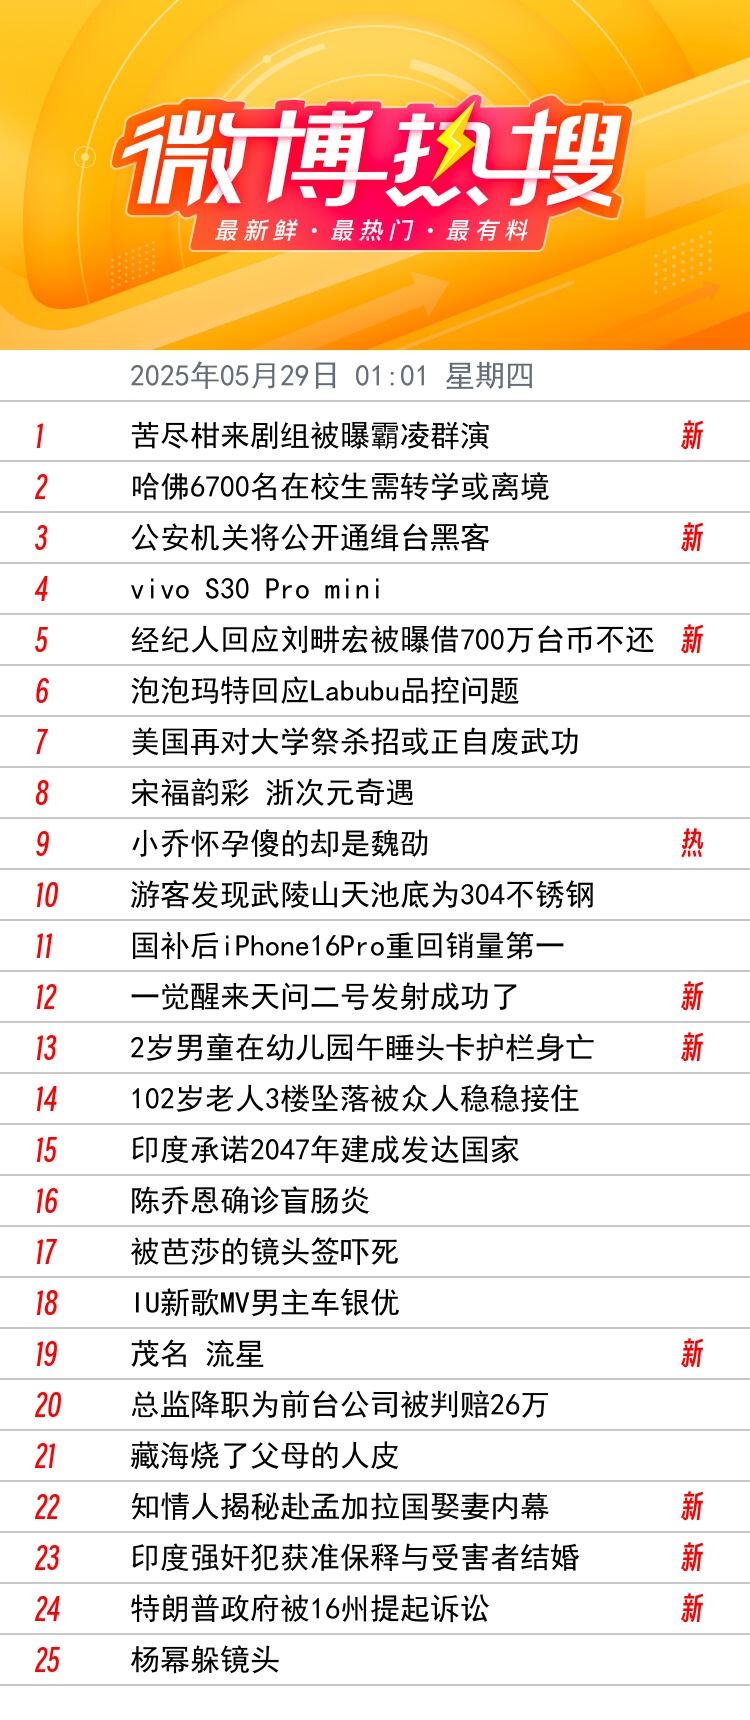 微博热搜
最新鲜·最热门·最有料
2025年05月29日 01:01 星期四
1 苦尽柑来剧组被曝霸凌群演 新
2 哈佛6700名在校生需转学或离境
3 公安机关将公开通缉台黑客 新
4 vivo S30 Pro mini
5 经纪人回应刘畊宏被曝借700万台币不还 新
6 泡泡玛特回应Labubu品控问题
7 美国再对大学祭杀招或正自废武功
8 宋福韵彩 浙次元奇遇
9 小乔怀孕傻的却是魏劭 热
10 游客发现武陵山天池底为304不锈钢
11 国补后iPhone16Pro重回销量第一
12 一觉醒来天问二号发射成功了 新
13 2岁男童在幼儿园午睡头卡护栏身亡 新
14 102岁老人3楼坠落被众人稳稳接住
15 印度承诺2047年建成发达国家
16 陈乔恩确诊盲肠炎
17 被芭莎的镜头签吓死
18 IU新歌MV男主车银优
19 茂名 流星 新
20 总监降职为前台公司被判赔26万
21 藏海烧了父母的人皮
22 知情人揭秘赴孟加拉国娶妻内幕 新
23 印度强奸犯获准保释与受害者结婚 新
24 特朗普政府被16州提起诉讼 新
25 杨幂躲镜头